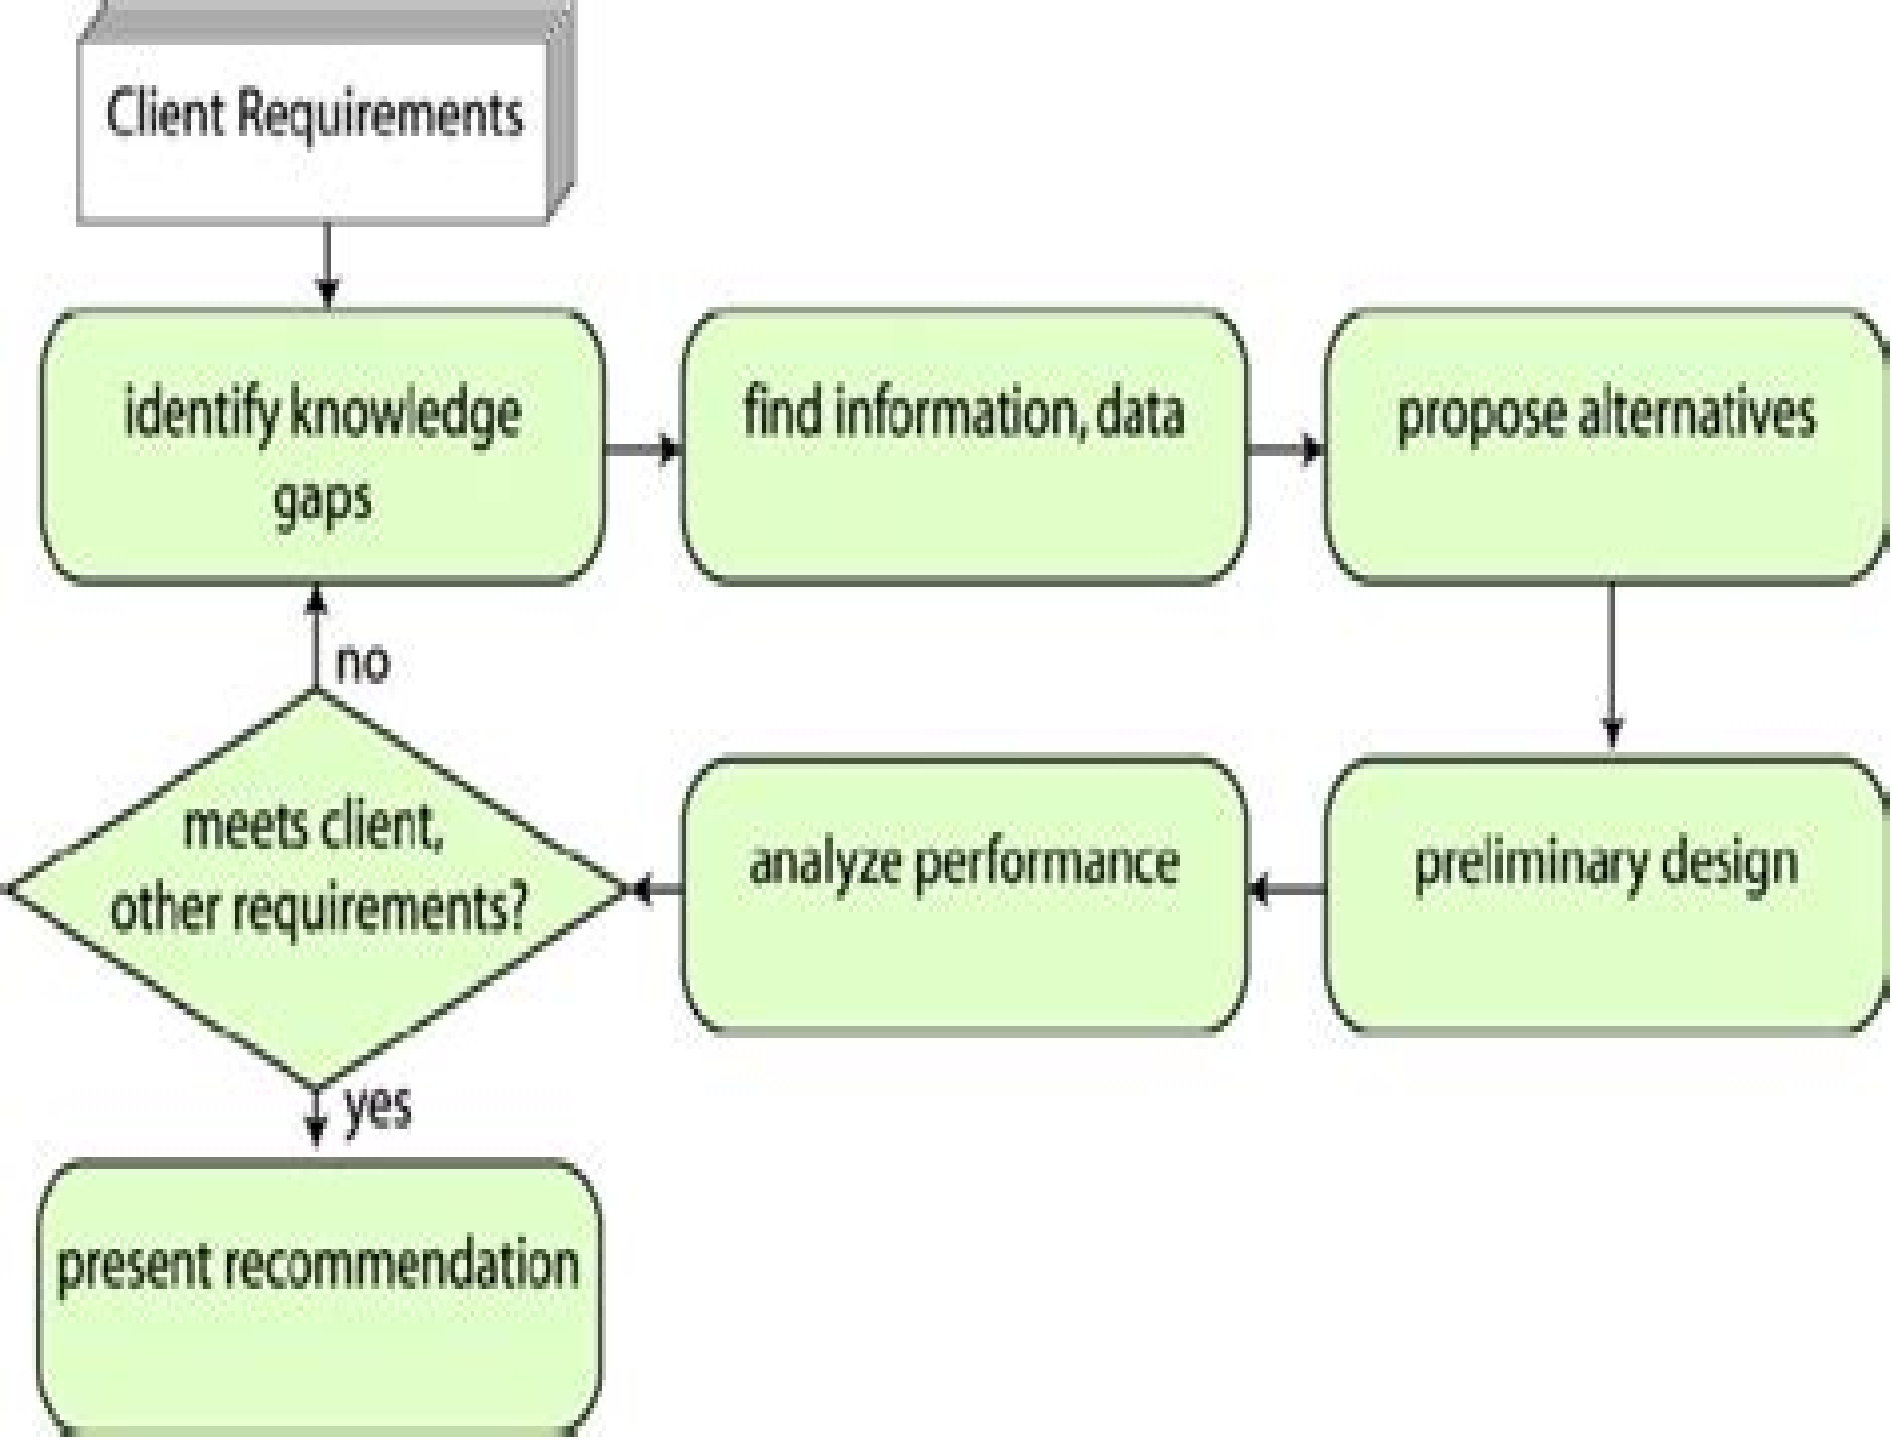 Client Requirements
identify knowledge
gaps
find information, data
propose alternatives
no
meets client,
other requirements?
analyze performance
preliminary design
yes
present recommendation